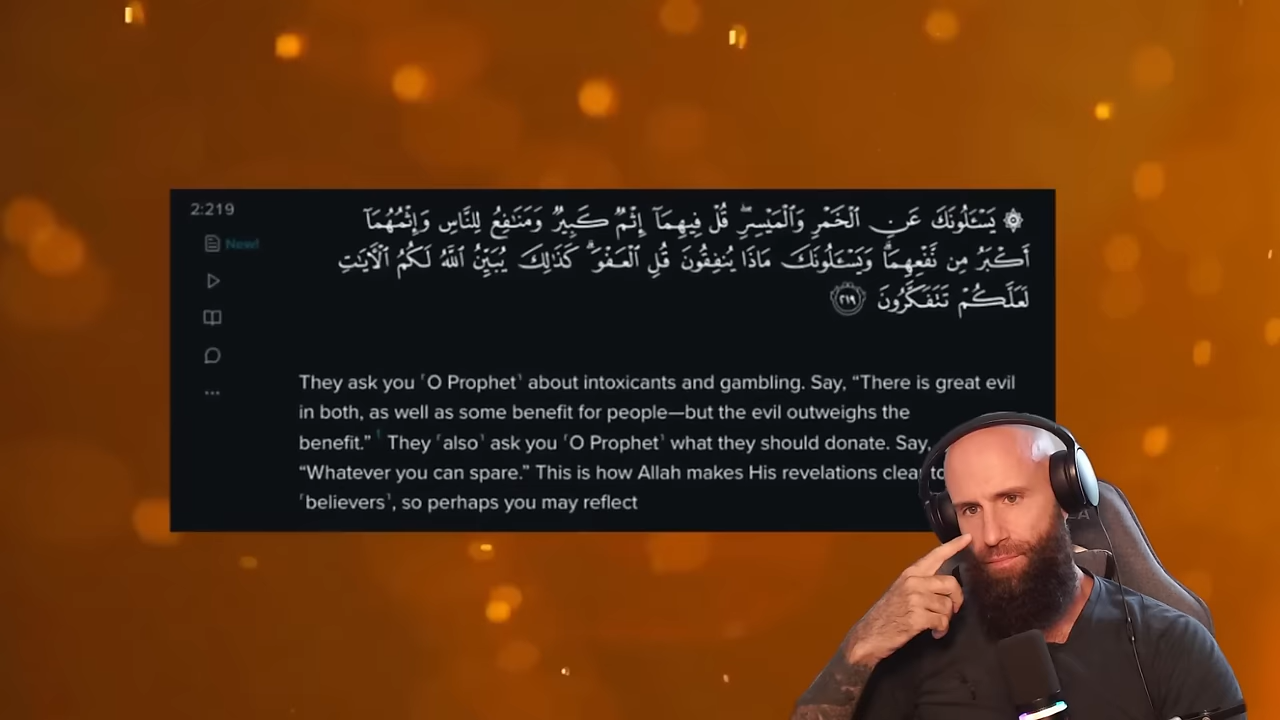 2:219
New!
۞ يَسْـَٔلُونَكَ عَنِ ٱلْخَمْرِ وَٱلْمَيْسِرِ ۖ قُلْ فِيهِمَآ إِثْمٌ كَبِيرٌ وَمَنَـٰفِعُ لِلنَّاسِ وَإِثْمُهُمَآ
أَكْبَرُ مِن نَّفْعِهِمَا ۗ وَيَسْـَٔلُونَكَ مَاذَا يُنفِقُونَ قُلِ ٱلْعَفْوَ ۗ كَذَٰلِكَ يُبَيِّنُ ٱللَّهُ لَكُمُ ٱلْـَٔايَـٰتِ
لَعَلَّكُمْ تَتَفَكَّرُونَ ٢١٩
They ask you ˹O Prophet˺ about intoxicants and gambling. Say, “There is great evil
in both, as well as some benefit for people—but the evil outweighs the
benefit.” 1 They ˹also˺ ask you ˹O Prophet˺ what they should donate. Say,
“Whatever you can spare.” This is how Allah makes His revelations clear to
˹believers˺, so perhaps you may reflect